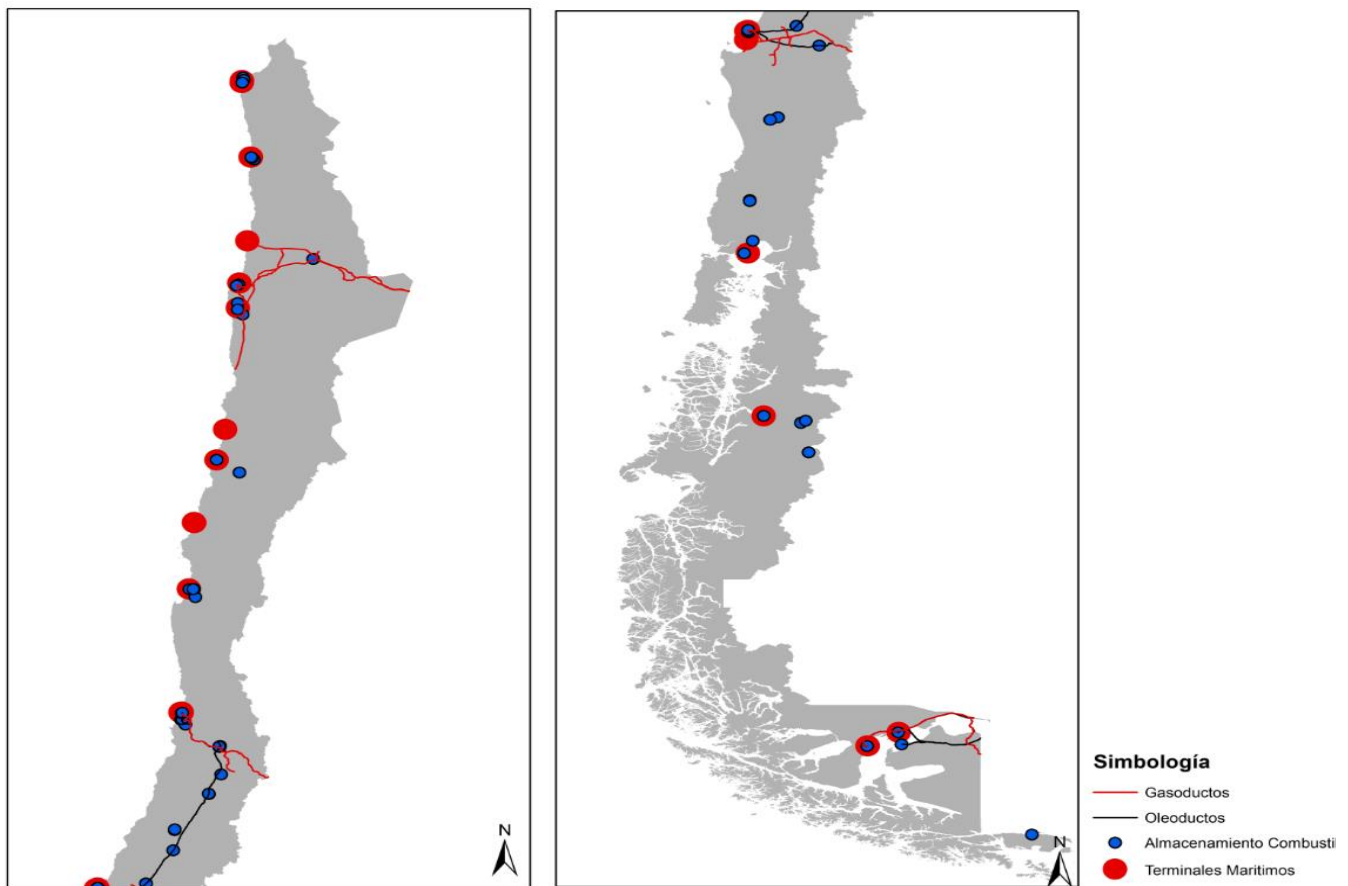 N
N
Simbología
Gasoductos
Oleoductos
Almacenamiento Combusti
Terminales Maritimos